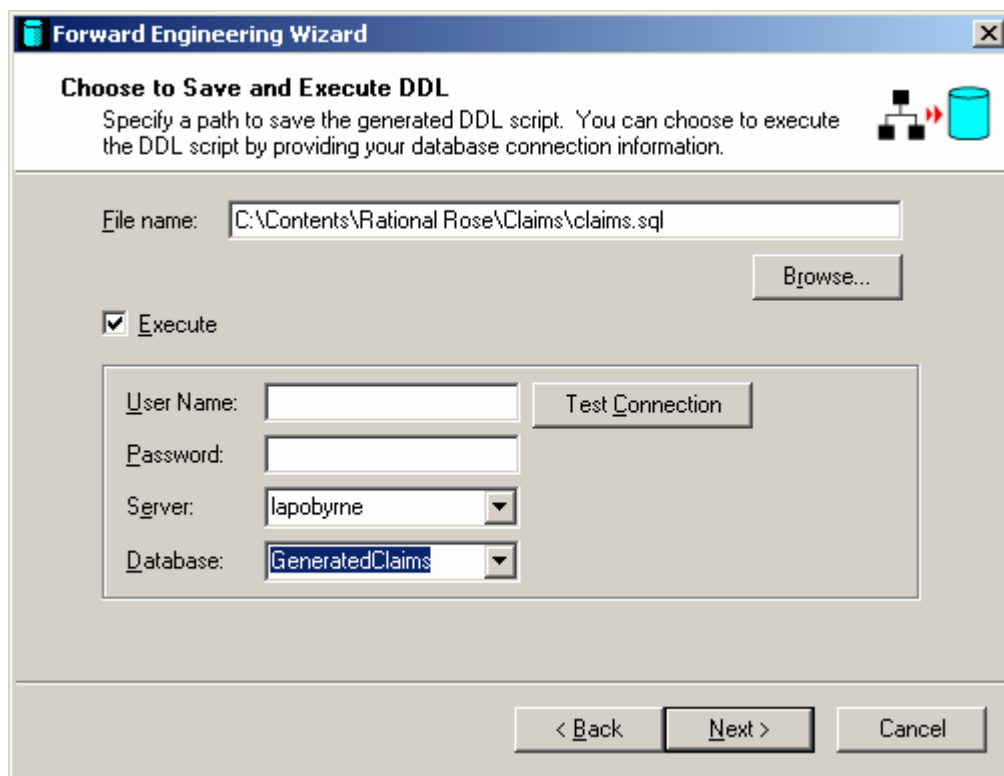 Forward Engineering Wizard
Choose to Save and Execute DDL
Specify a path to save the generated DDL script. You can choose to execute
the DDL script by providing your database connection information.
File name: C:\Contents\Rational Rose\Claims\claims.sql
Browse...
Execute
User Name: Test Connection
Password:
Server: lapobyrne
Database: GeneratedClaims
< Back Next > Cancel